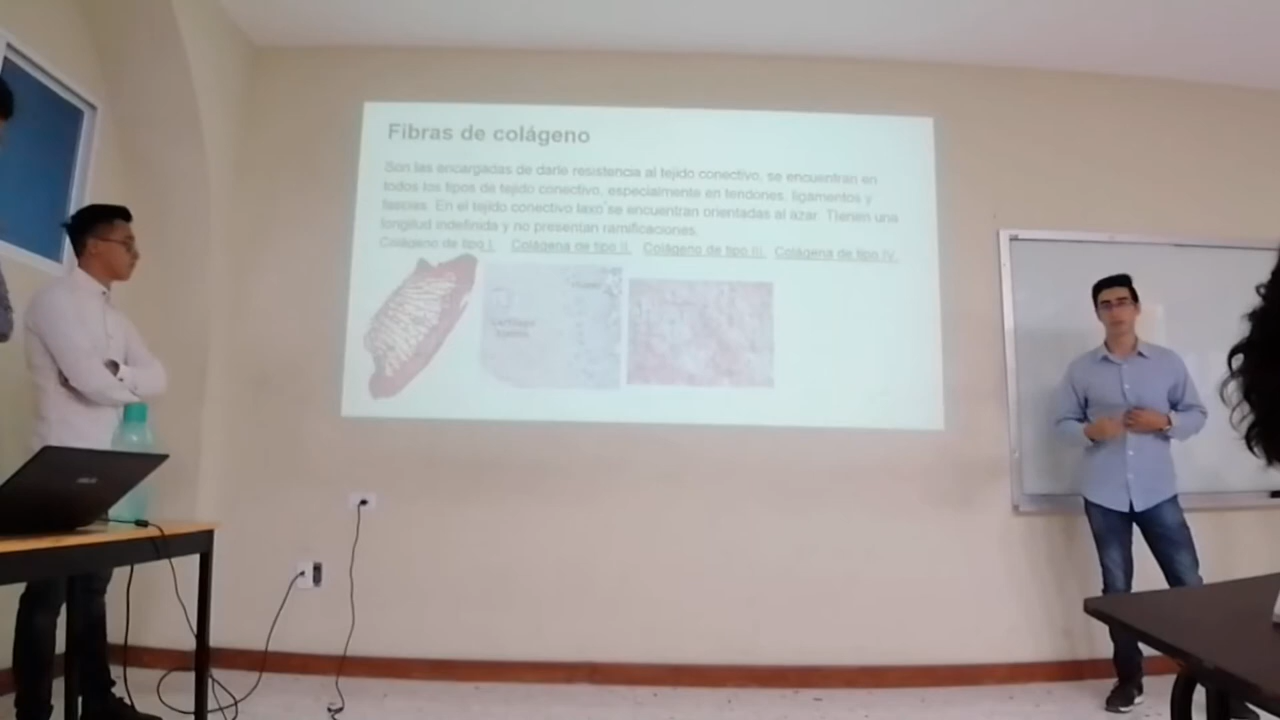 Fibras de colágeno
Son las encargadas de darle resistencia al tejido conectivo, se encuentran en
todos los tipos de tejido conectivo, especialmente en tendones, ligamentos y
fascias. En el tejido conectivo laxo se encuentran orientadas al azar. Tienen una
longitud indefinida y no presentan ramificaciones.
Colágeno de tipo I. Colágena de tipo II. Colágeno de tipo III. Colágena de tipo IV.